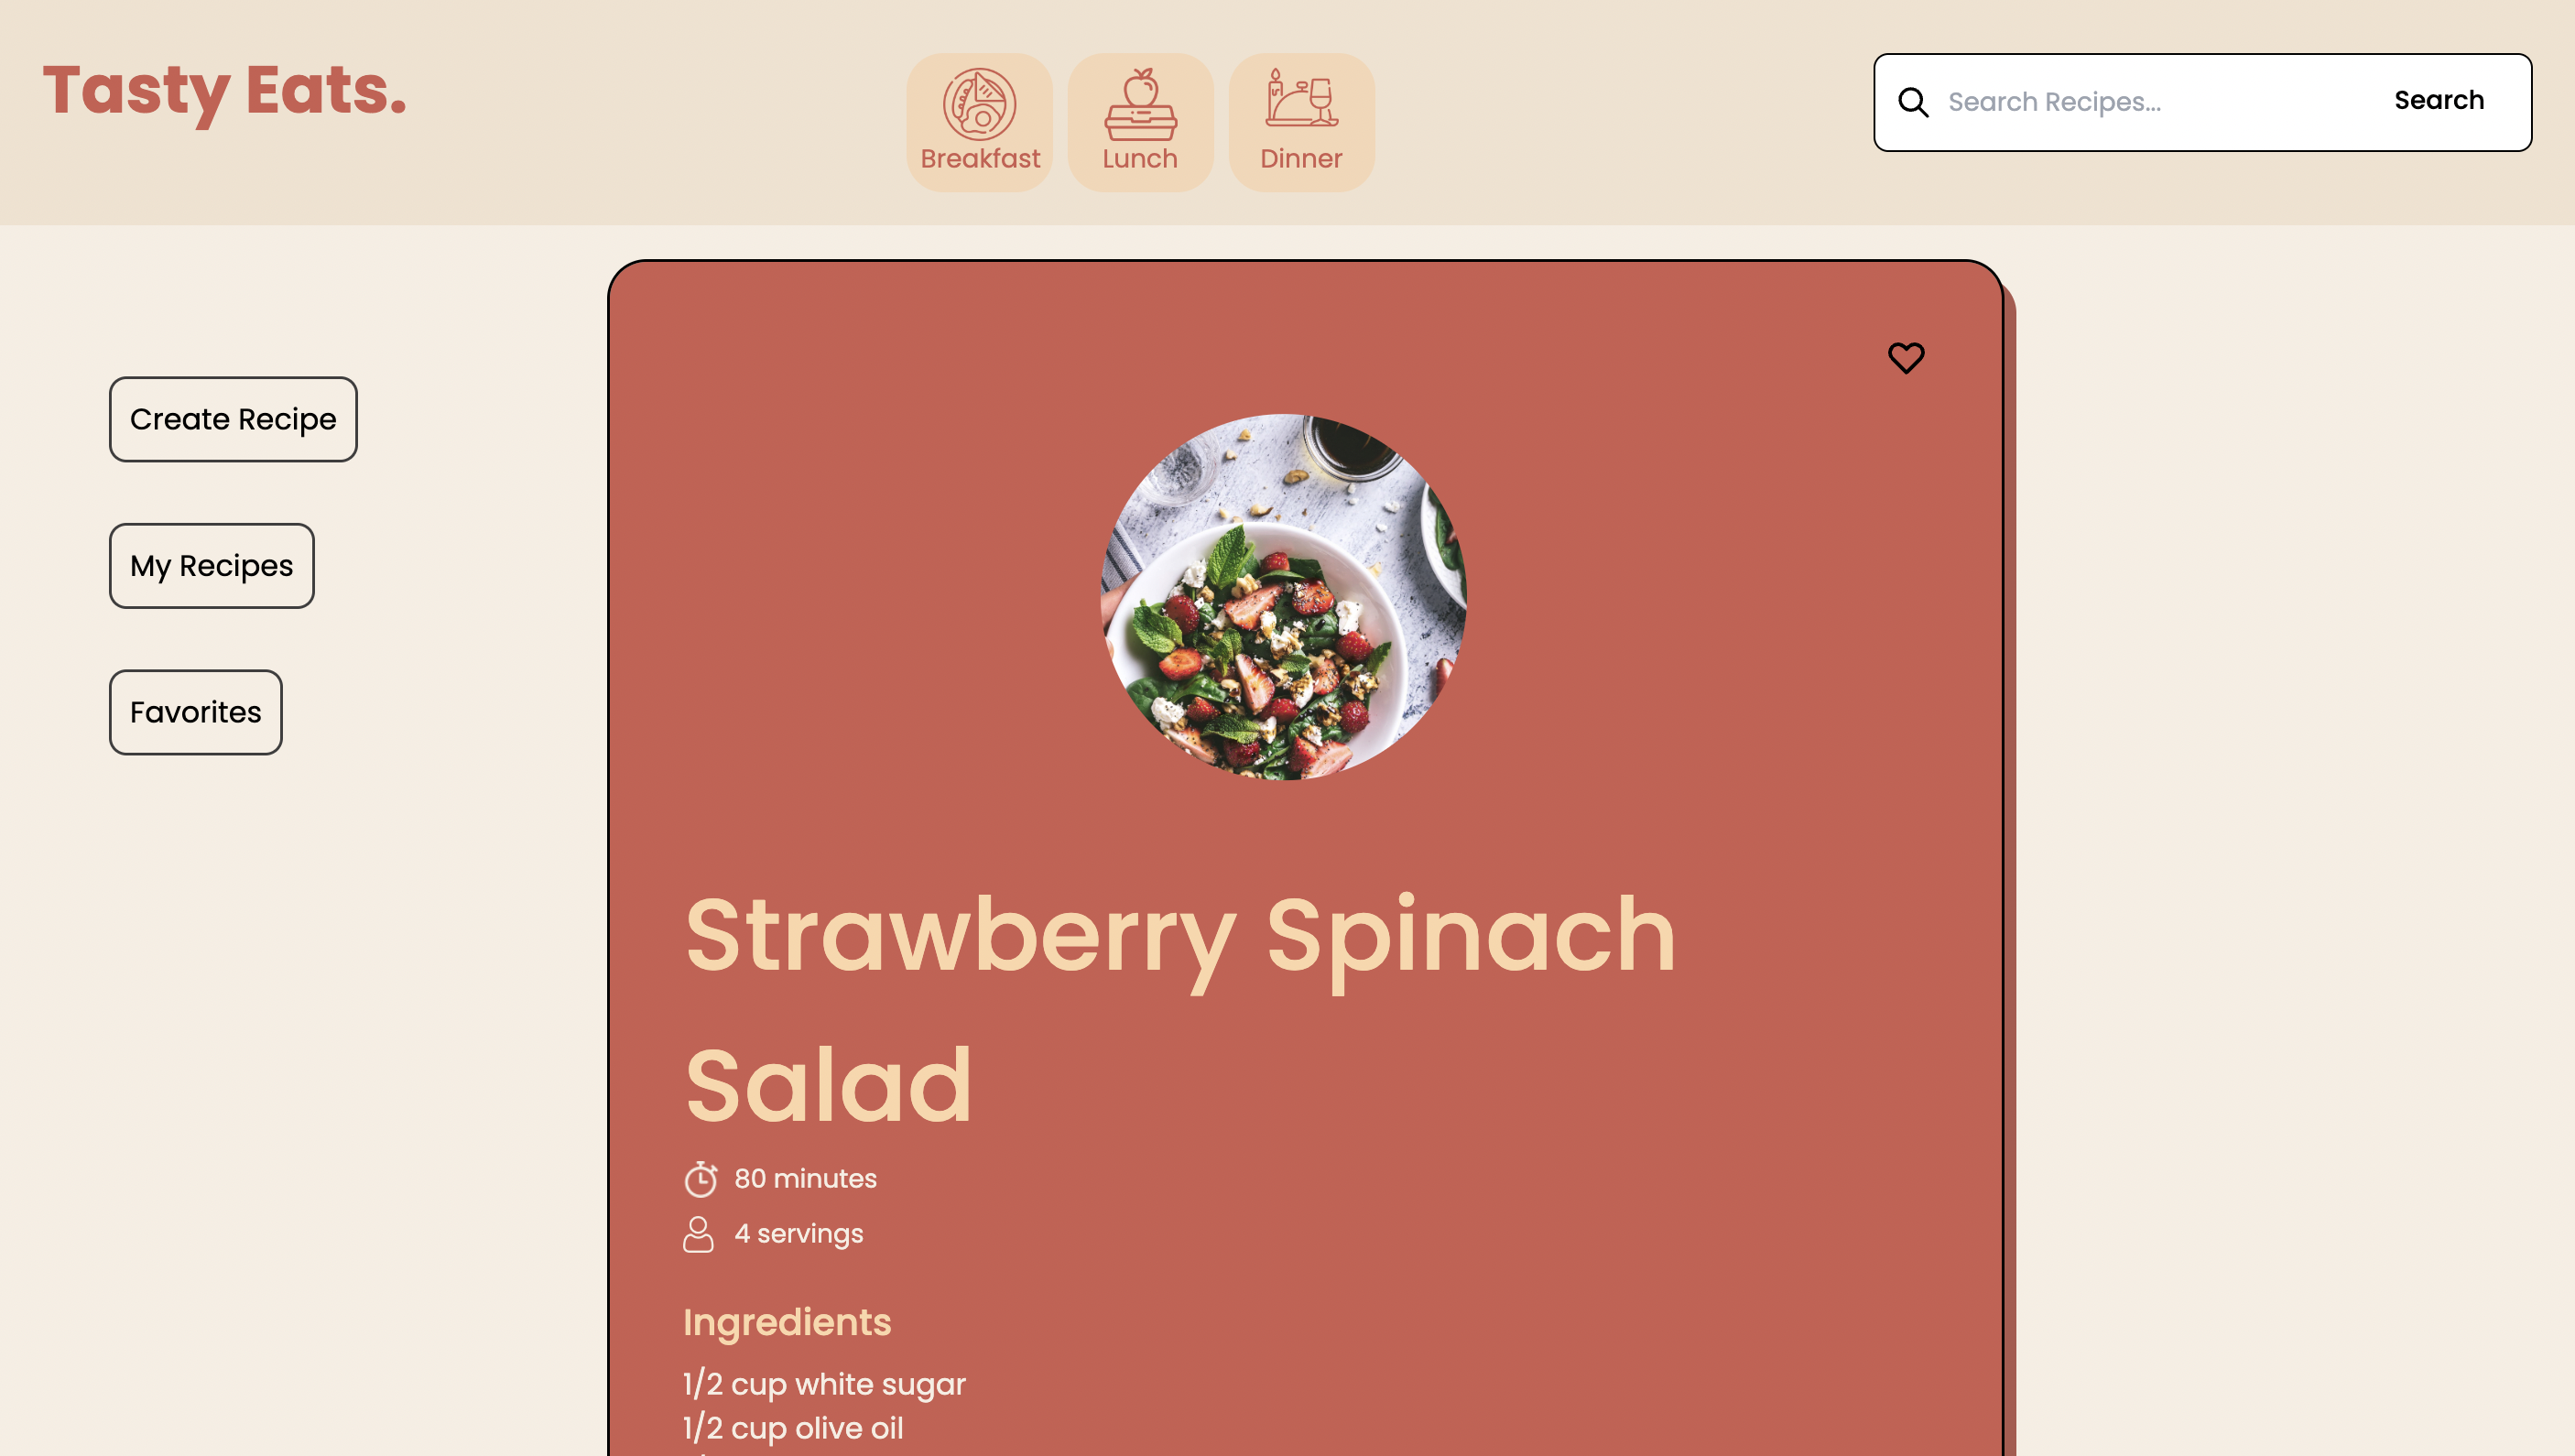 Tasty Eats.
Breakfast
Lunch
Dinner
Search Recipes...
Search
Create Recipe
My Recipes
Favorites
Strawberry Spinach
Salad
80 minutes
4 servings
Ingredients
1/2 cup white sugar
1/2 cup olive oil